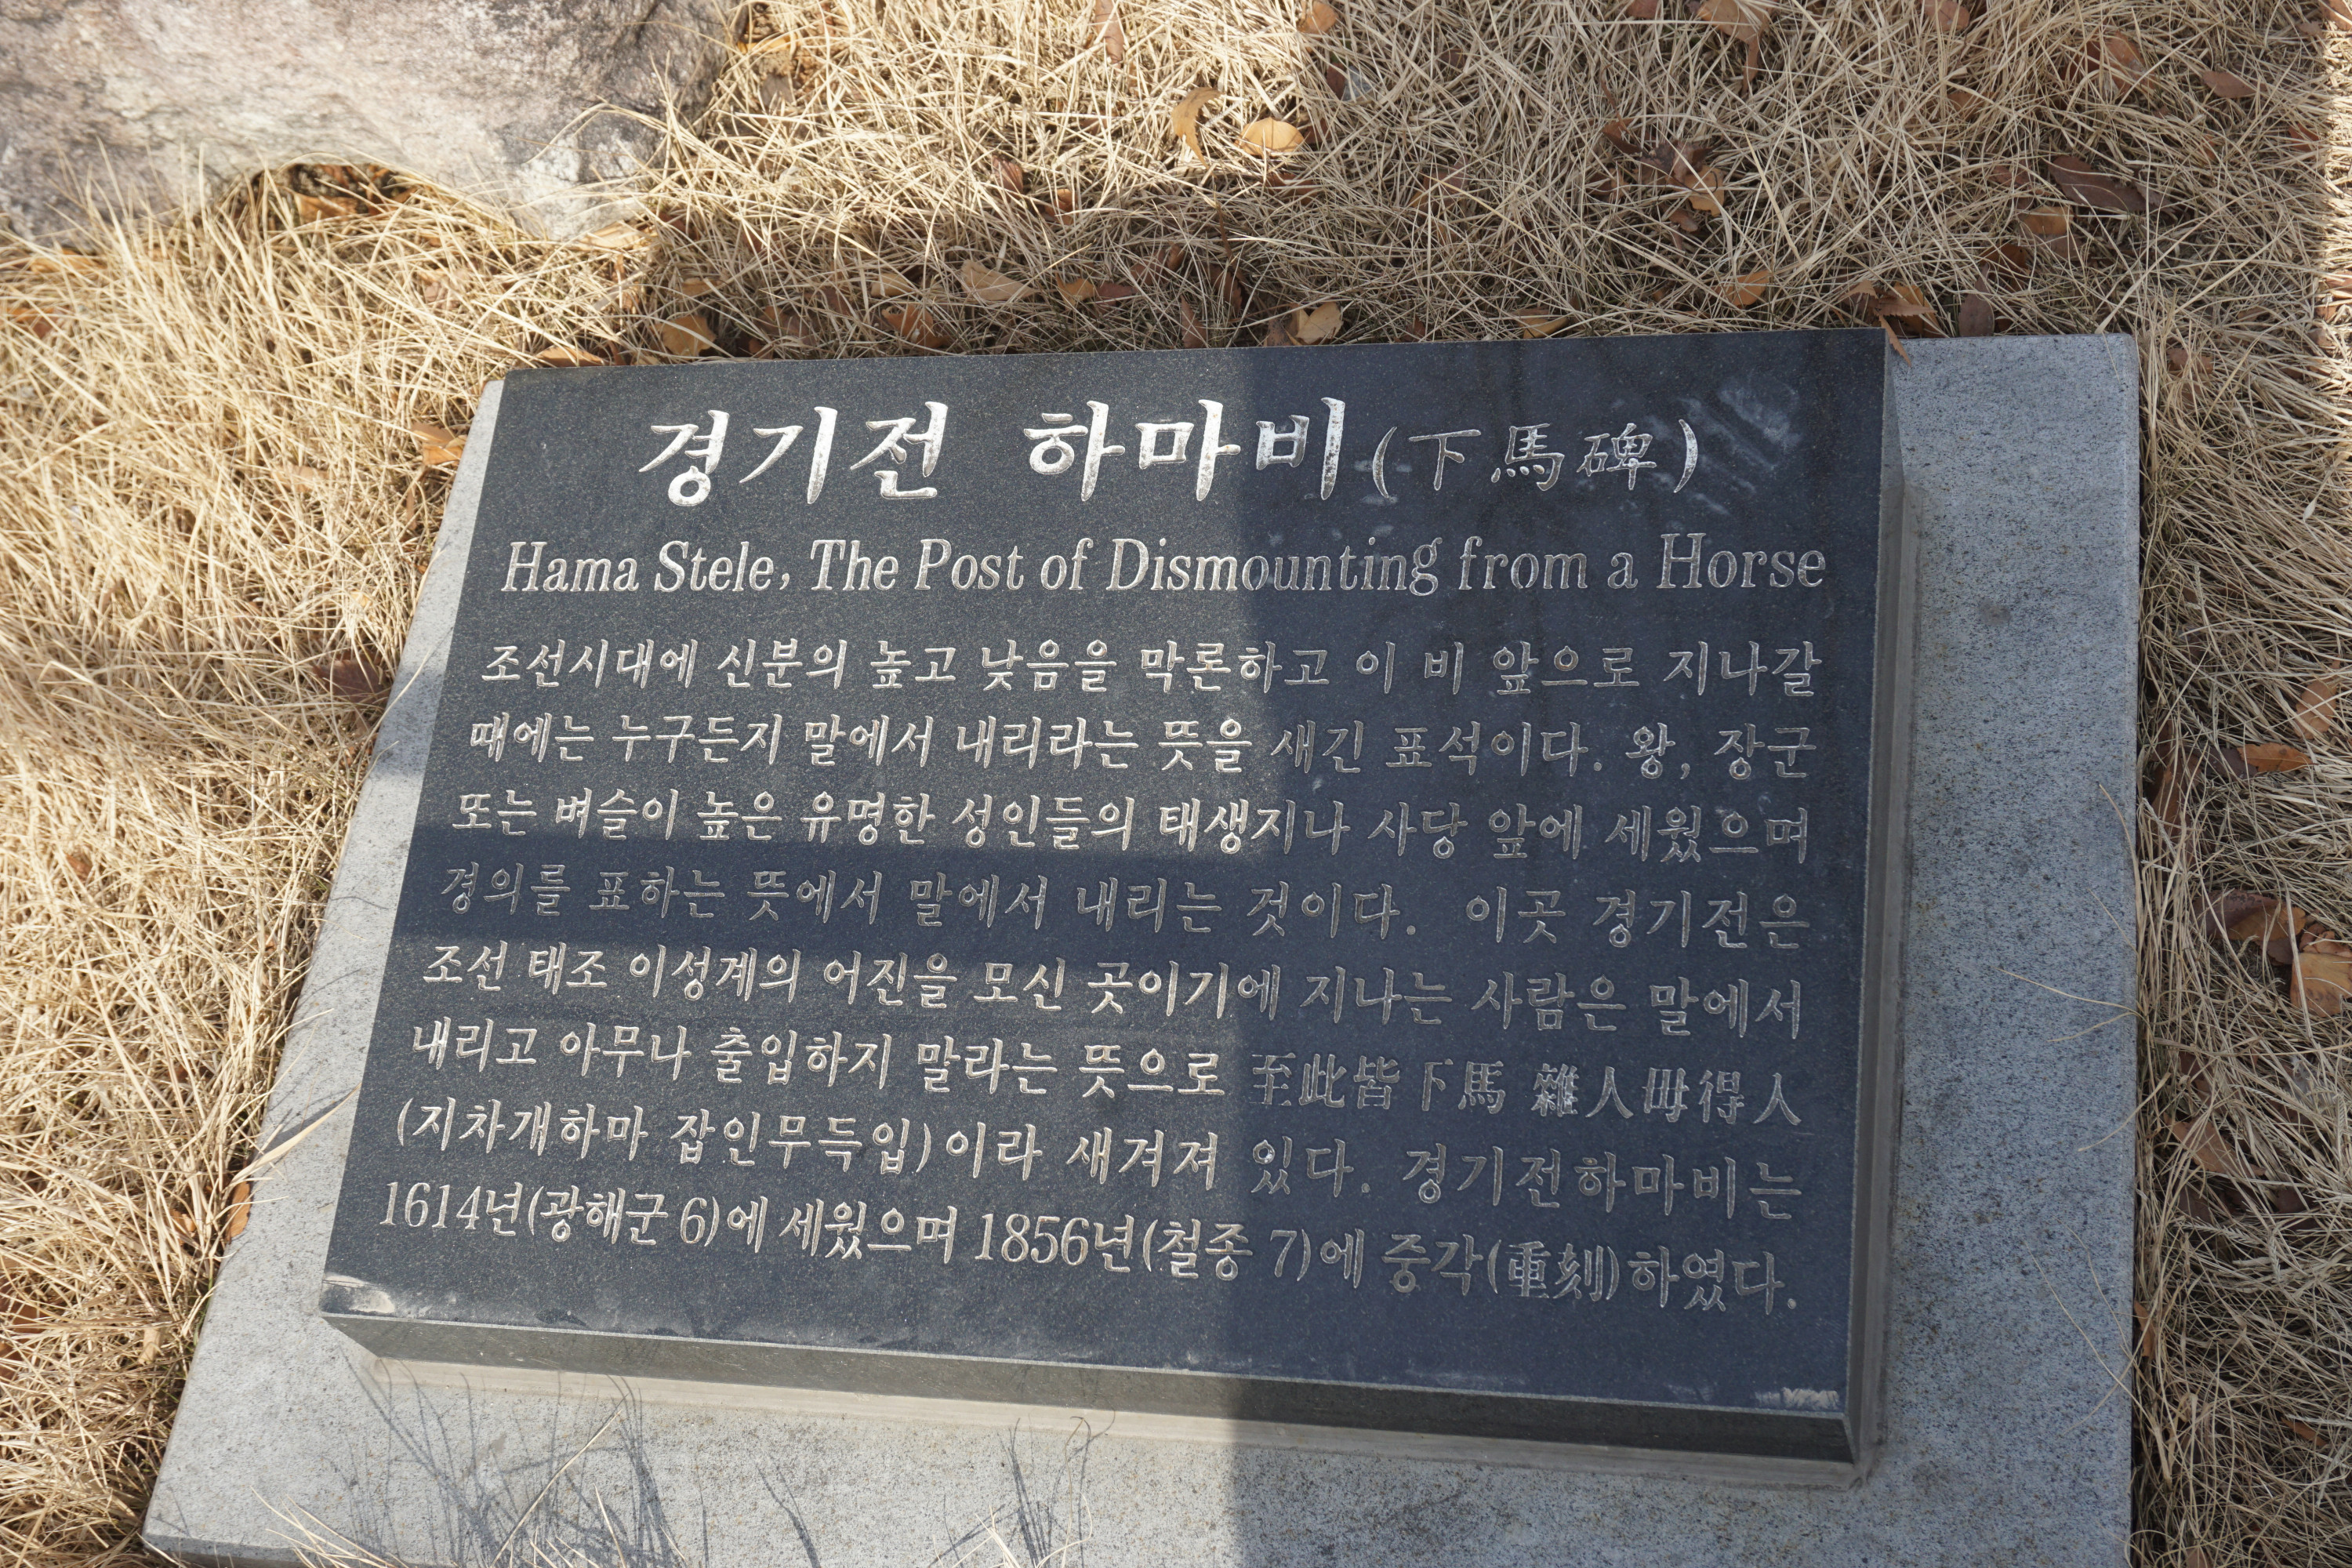 경기전 하마비(下馬碑)
Hama Stele, The Post of Dismounting from a Horse
조선시대에 신분의 높고 낮음을 막론하고 이 비 앞으로 지나갈
때에는 누구든지 말에서 내리라는 뜻을 새긴 표석이다. 왕, 장군
또는 벼슬이 높은 유명한 성인들의 태생지나 사당 앞에 세웠으며
경의를 표하는 뜻에서 말에서 내리는 것이다. 이곳 경기전은
조선 태조 이성계의 어진을 모신 곳이기에 지나는 사람은 말에서
내리고 아무나 출입하지 말라는 뜻으로 至此皆下馬 雜人毋得人
(지차개하마 잡인무득입)이라 새겨져 있다. 경기전하마비는
1614년(광해군 6)에 세웠으며 1856년(철종 7)에 중각(重刻)하였다.